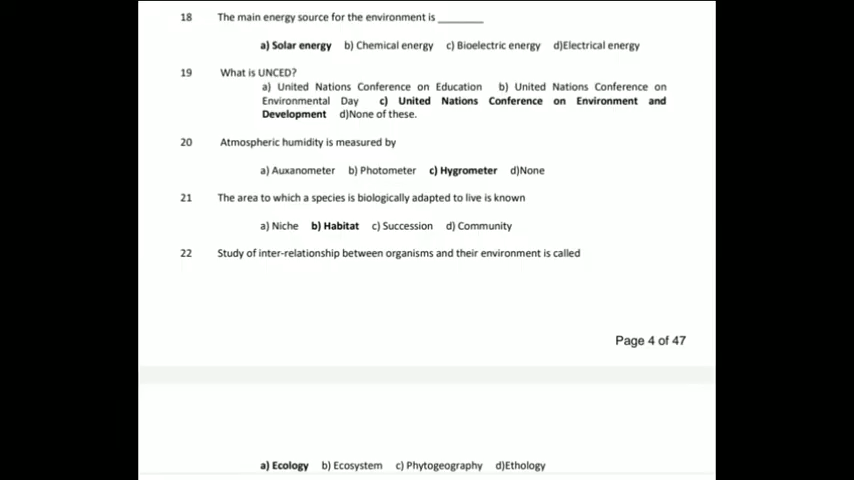 18 The main energy source for the environment is ________
a) Solar energy b) Chemical energy c) Bioelectric energy d)Electrical energy
19 What is UNCED?
a) United Nations Conference on Education b) United Nations Conference on
Environmental Day c) United Nations Conference on Environment and
Development d)None of these.
20 Atmospheric humidity is measured by
a) Auxanometer b) Photometer c) Hygrometer d)None
21 The area to which a species is biologically adapted to live is known
a) Niche b) Habitat c) Succession d) Community
22 Study of inter-relationship between organisms and their environment is called
Page 4 of 47
a) Ecology b) Ecosystem c) Phytogeography d)Ethology